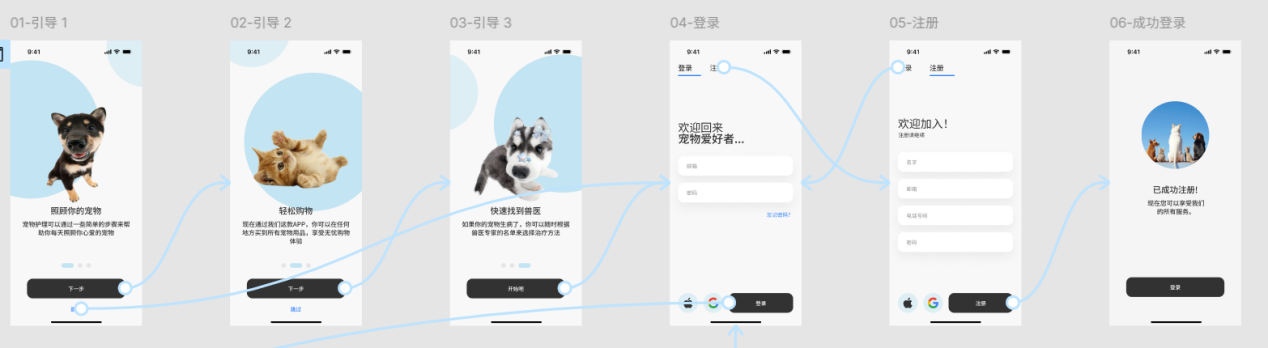 01-引导 1
9:41
照顾你的宠物
宠物护理可以通过一些简单的步骤来帮
助你每天照顾你心爱的宠物
下一步
02-引导 2
9:41
轻松购物
现在通过我们这款APP，你可以在任何
地方买到所有宠物用品，享受无忧购物
体验
下一步
跳过
03-引导 3
9:41
快速找到兽医
如果你的宠物生病了，你可以随时根据
兽医专家的名单来选择治疗方法
开始吧
04-登录
9:41
登录 注
欢迎回来
宠物爱好者...
邮箱
密码
忘记密码?
登录
05-注册
9:41
录 注册
欢迎加入!
注册请继续
名字
邮箱
电话号码
密码
注册
06-成功登录
9:41
已成功注册!
现在您可以享受我们
的所有服务。
登录